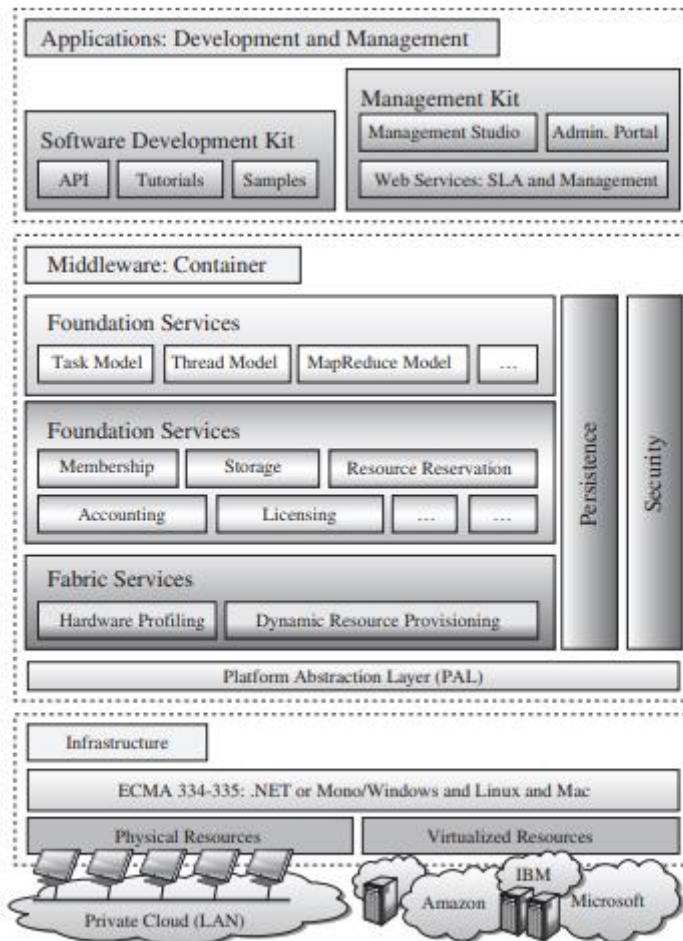 Applications: Development and Management
Management Kit
Management Studio
Admin. Portal
Web Services: SLA and Management
Software Development Kit
API
Tutorials
Samples
Middleware: Container
Foundation Services
Task Model
Thread Model
MapReduce Model
...
Foundation Services
Membership
Storage
Resource Reservation
Accounting
Licensing
...
...
Fabric Services
Hardware Profiling
Dynamic Resource Provisioning
Persistence
Security
Platform Abstraction Layer (PAL)
Infrastructure
ECMA 334-335: .NET or Mono/Windows and Linux and Mac
Physical Resources
Virtualized Resources
Private Cloud (LAN)
Amazon
IBM
Microsoft